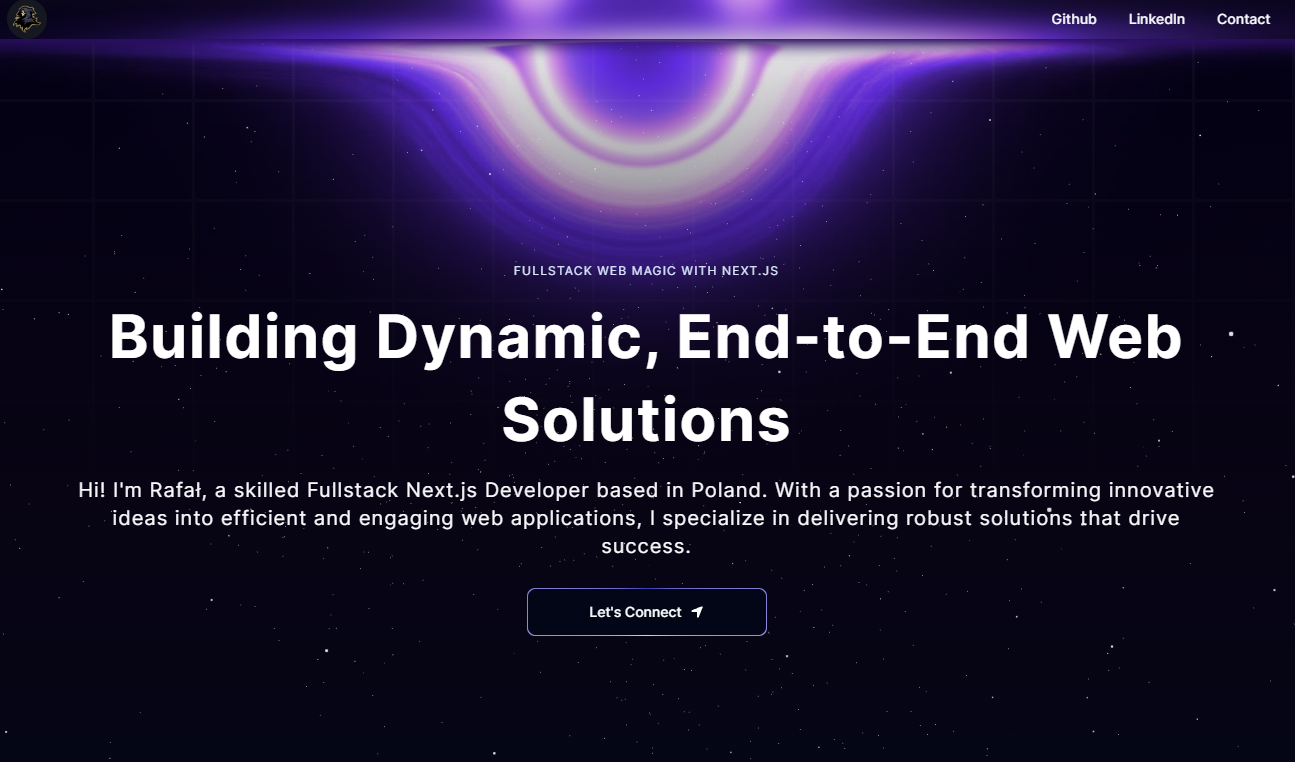 Github LinkedIn Contact
FULLSTACK WEB MAGIC WITH NEXT.JS
Building Dynamic, End-to-End Web
Solutions
Hi! I'm Rafał, a skilled Fullstack Next.js Developer based in Poland. With a passion for transforming innovative
ideas into efficient and engaging web applications, I specialize in delivering robust solutions that drive
success.
Let's Connect